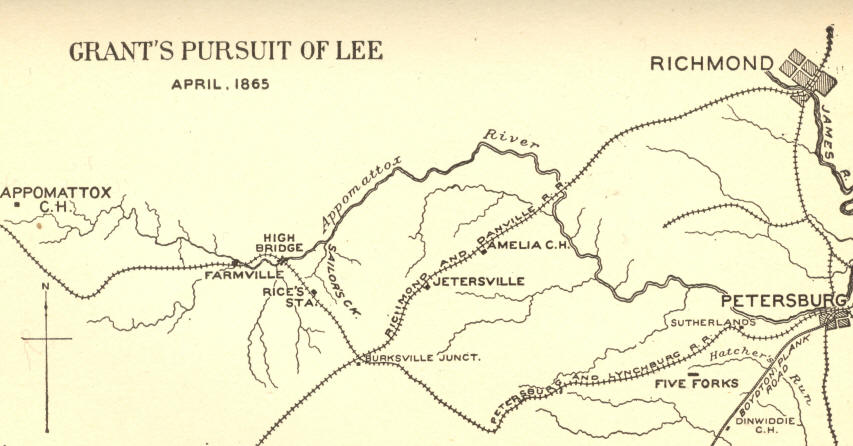 GRANT'S PURSUIT OF LEE
APRIL, 1865
RICHMOND
JAMES R.
Appomattox River
APPOMATTOX
C.H.
HIGH
BRIDGE
FARMVILLE
SAILOR'S CK.
RICE'S
STA.
RICHMOND AND DANVILLE R.R.
AMELIA C.H.
JETERSVILLE
N
BURKSVILLE JUNCT.
PETERSBURG
SUTHERLANDS
PETERSBURG AND LYNCHBURG R.R.
Hatcher's Run
FIVE FORKS
BOYDTON PLANK
ROAD
DINWIDDIE
C.H.